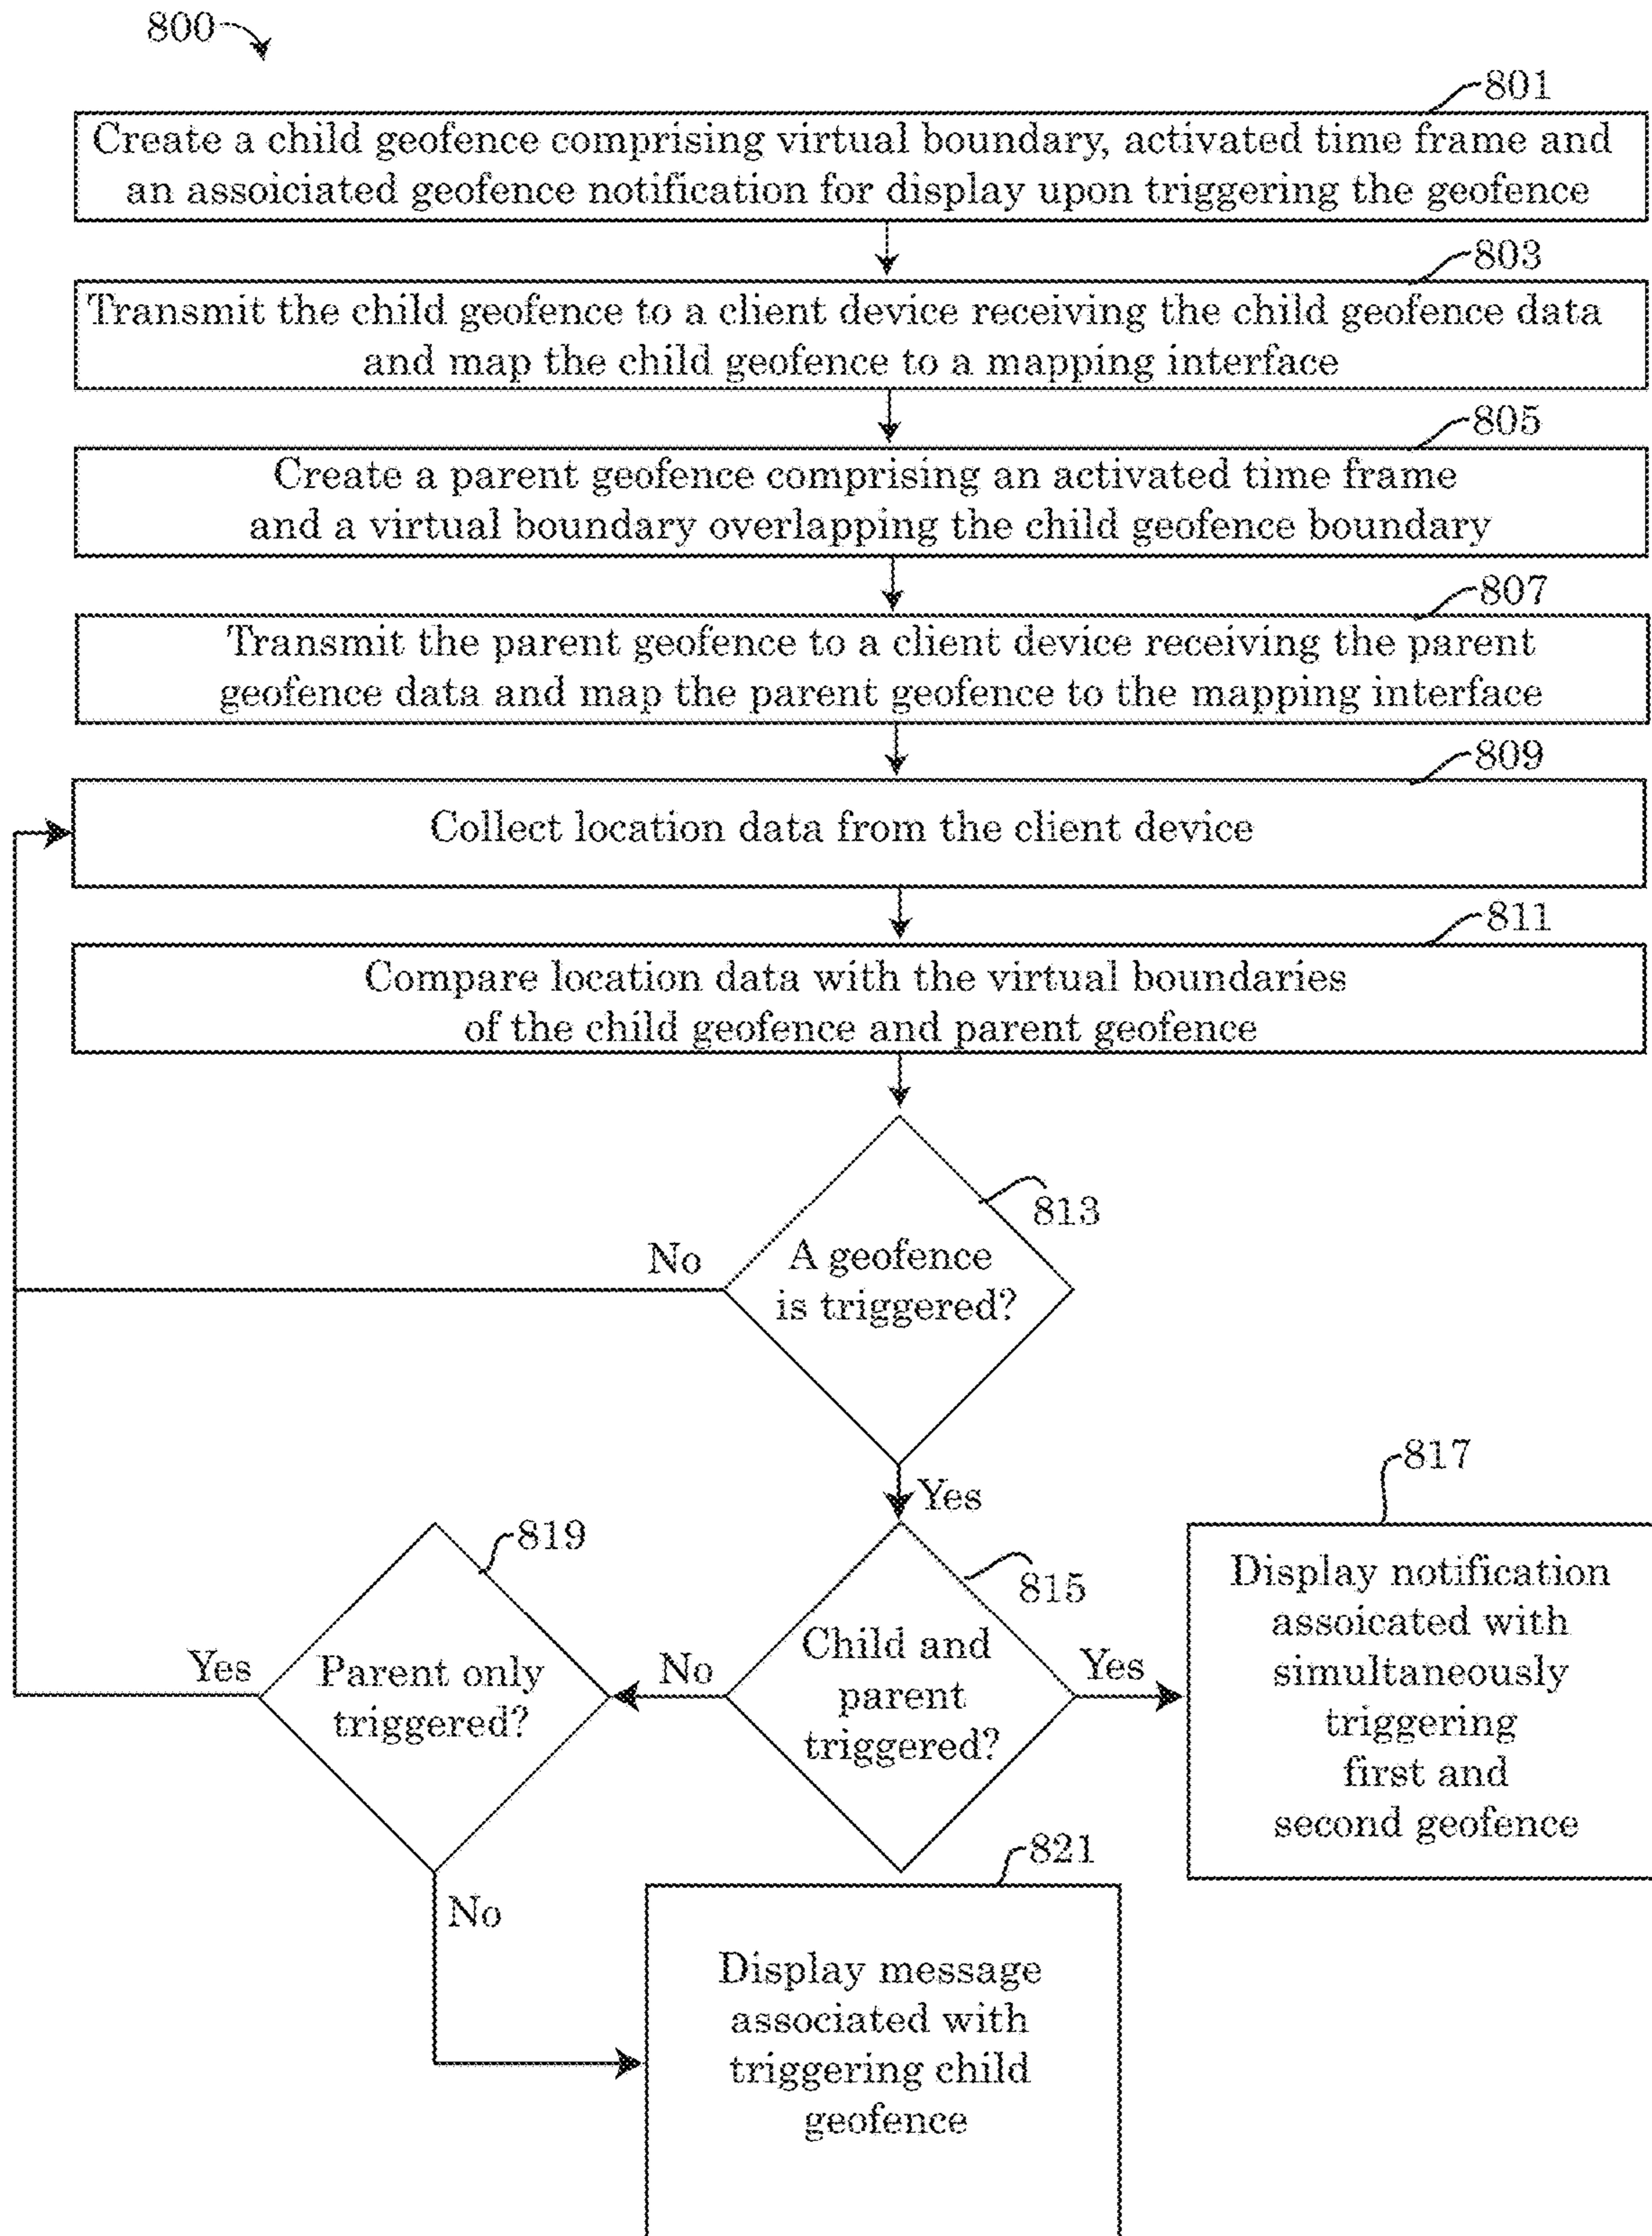 800
801
Create a child geofence comprising virtual boundary, activated time frame and
an assoiciated geofence notification for display upon triggering the geofence
803
Transmit the child geofence to a client device receiving the child geofence data
and map the child geofence to a mapping interface
805
Create a parent geofence comprising an activated time frame
and a virtual boundary overlapping the child geofence boundary
807
Transmit the parent geofence to a client device receiving the parent
geofence data and map the parent geofence to the mapping interface
809
Collect location data from the client device
811
Compare location data with the virtual boundaries
of the child geofence and parent geofence
813
A geofence
is triggered?
No
Yes
815
Child and
parent
triggered?
Yes
817
Display notification
assoicated with
simultaneously
triggering
first and
second geofence
No
819
Parent only
triggered?
Yes
No
821
Display message
associated with
triggering child
geofence